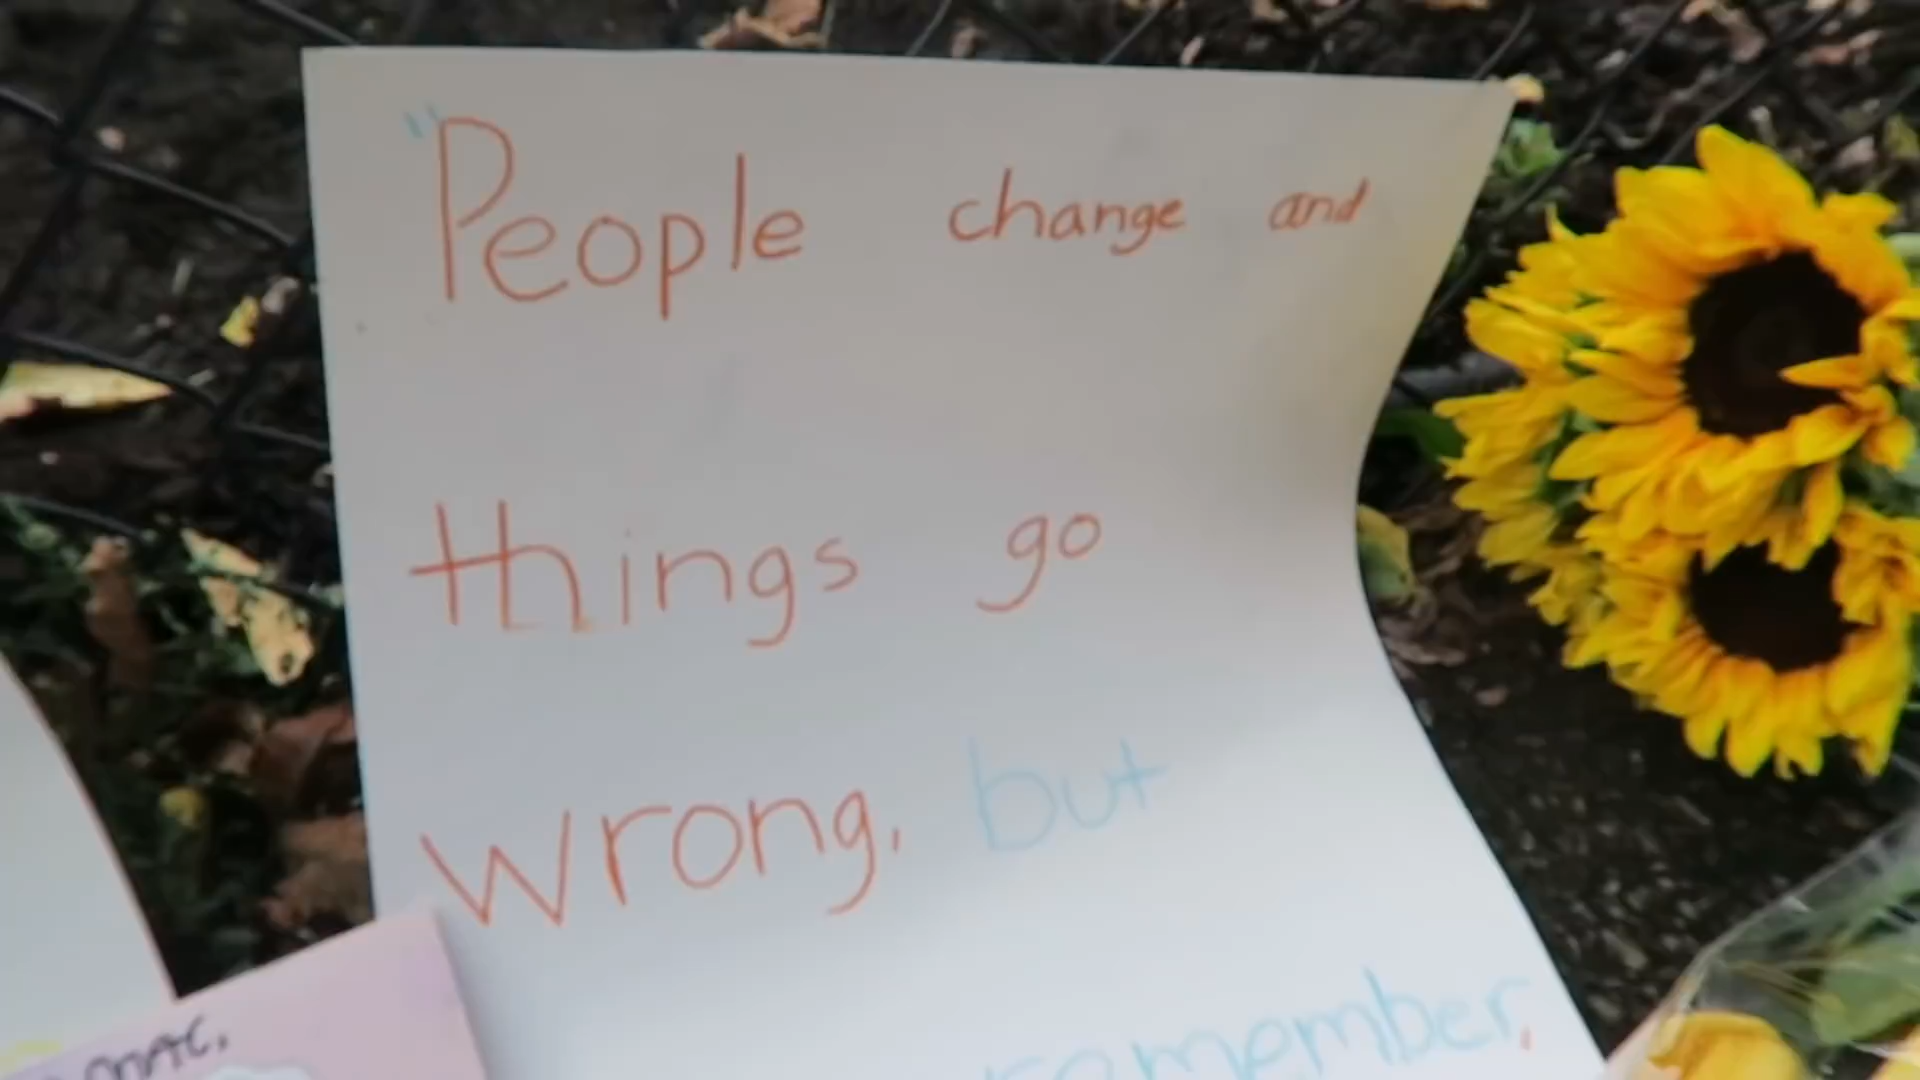 "People change and
things go
wrong, but
remember,